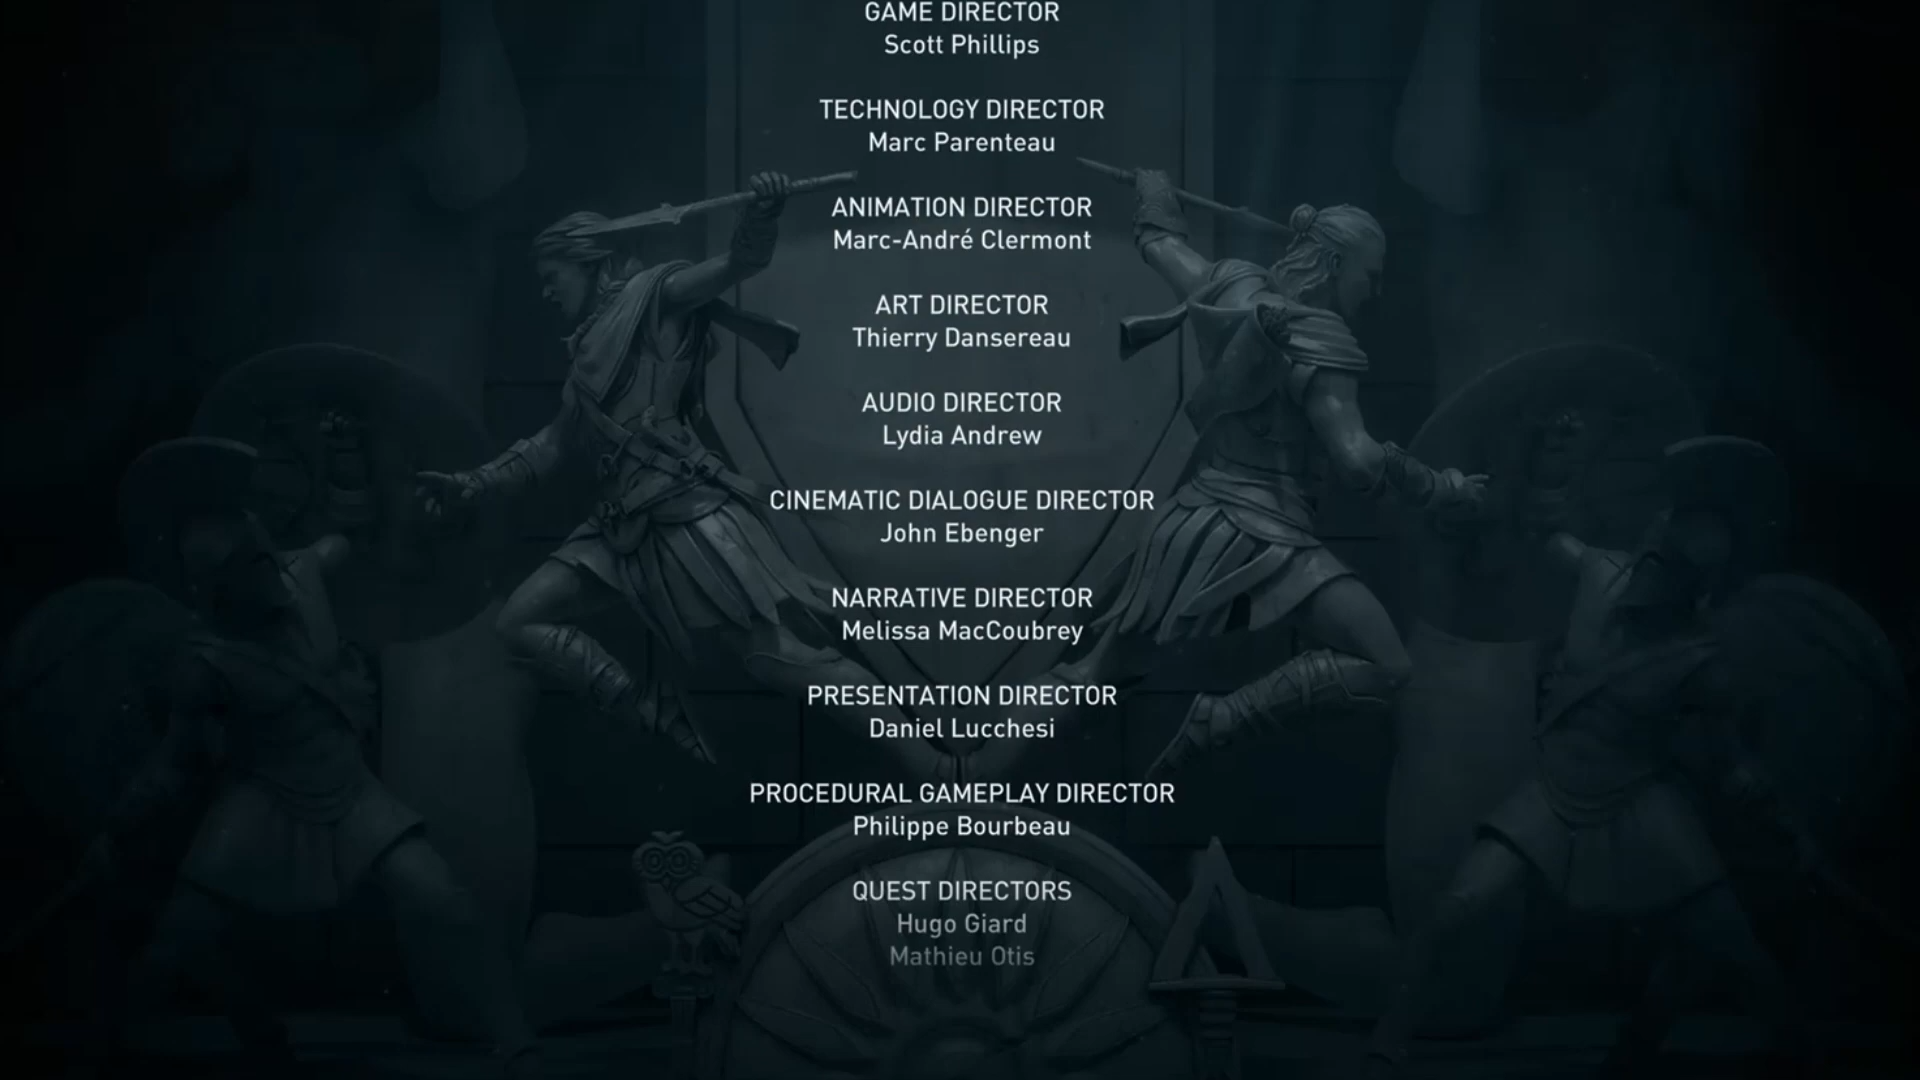 GAME DIRECTOR
Scott Phillips
TECHNOLOGY DIRECTOR
Marc Parenteau
ANIMATION DIRECTOR
Marc-André Clermont
ART DIRECTOR
Thierry Dansereau
AUDIO DIRECTOR
Lydia Andrew
CINEMATIC DIALOGUE DIRECTOR
John Ebenger
NARRATIVE DIRECTOR
Melissa MacCoubrey
PRESENTATION DIRECTOR
Daniel Lucchesi
PROCEDURAL GAMEPLAY DIRECTOR
Philippe Bourbeau
QUEST DIRECTORS
Hugo Giard
Mathieu Otis